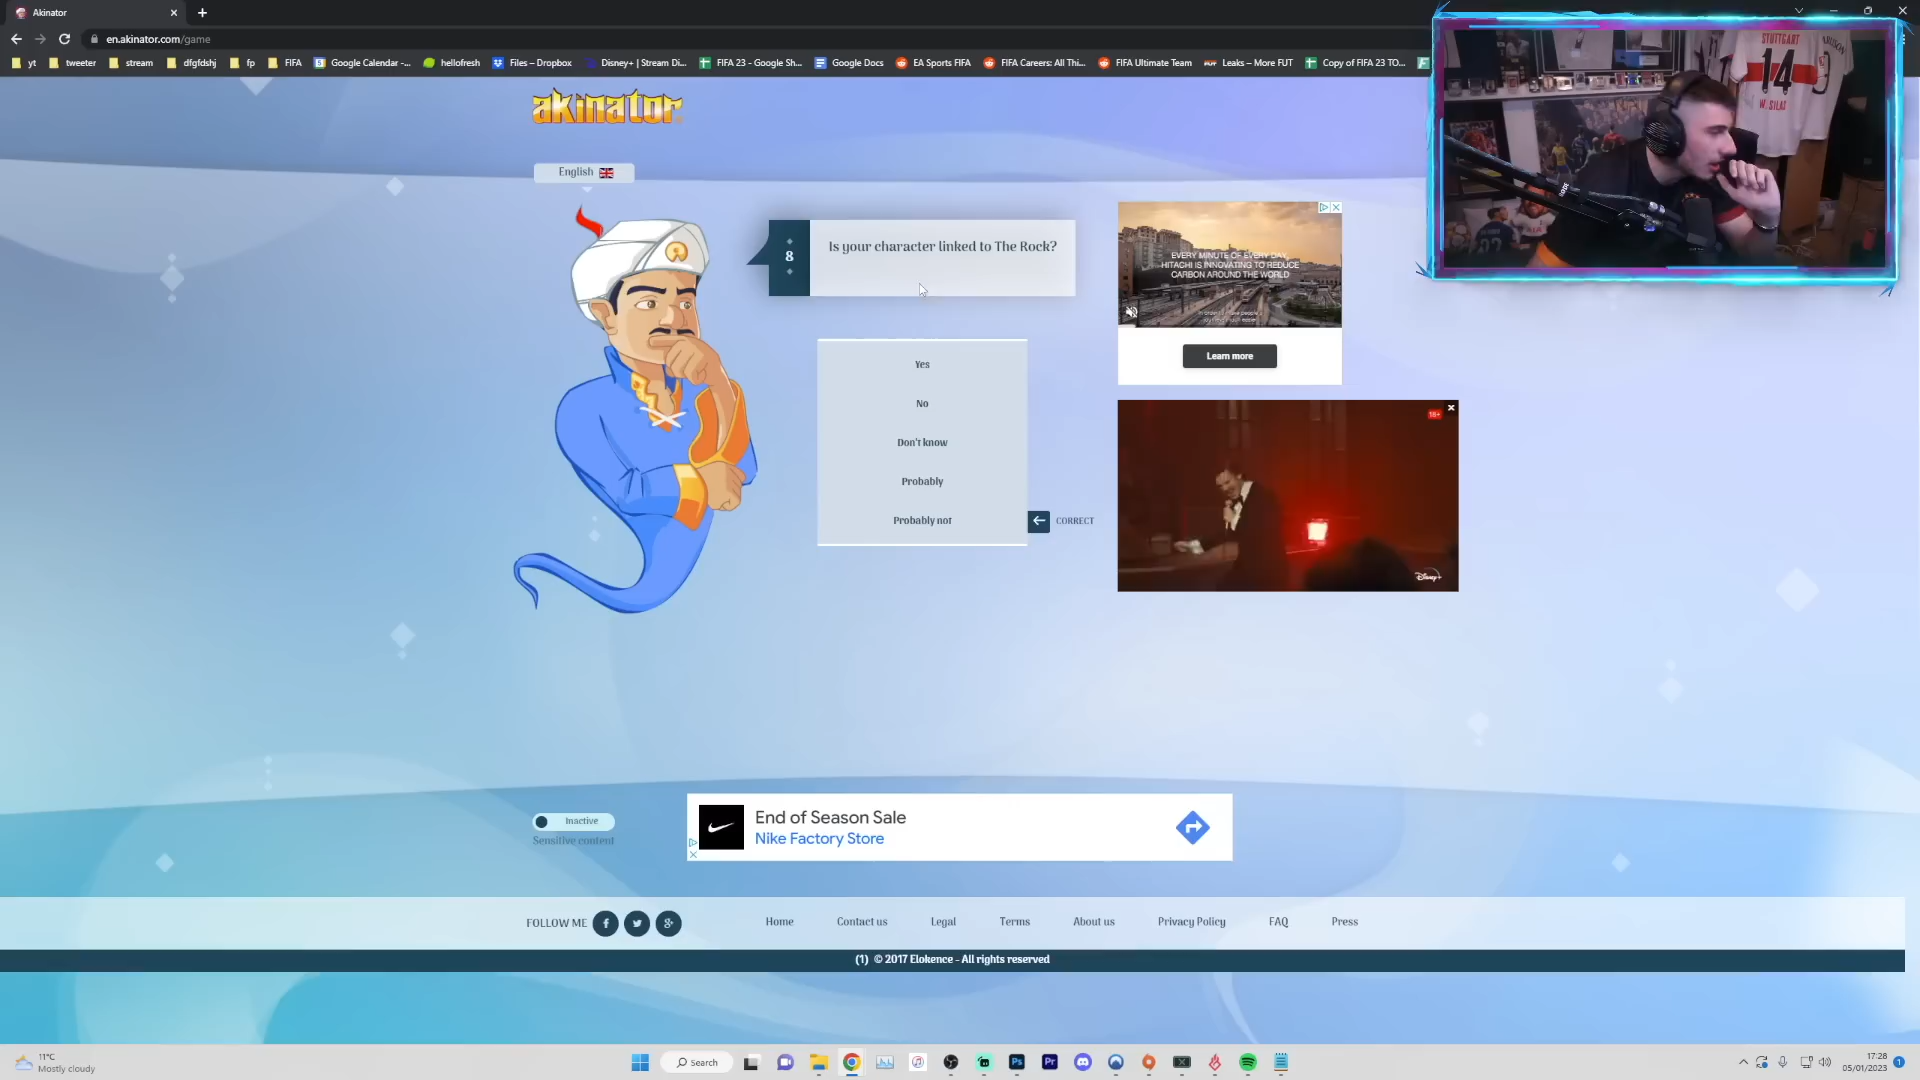 Akinator
en.akinator.com/game
yt
tweeter
stream
dfgfdshj
fp
FIFA
Google Calendar -...
hellofresh
Files – Dropbox
Disney+ | Stream Di...
FIFA 23 - Google Sh...
Google Docs
EA Sports FIFA
FIFA Careers: All Thi...
FIFA Ultimate Team
Leaks – More FUT
Copy of FIFA 23 TO...
STUTTGART
14
W. SILAS
akinator
English
8
Is your character linked to The Rock?
Yes
No
Don't know
Probably
Probably not
CORRECT
EVERY MINUTE OF EVERY DAY,
HITACHI IS INNOVATING TO REDUCE
CARBON AROUND THE WORLD
Learn more
18+
Disney+
Inactive
Sensitive content
End of Season Sale
Nike Factory Store
FOLLOW ME
Home
Contact us
Legal
Terms
About us
Privacy Policy
FAQ
Press
(1) © 2017 Elokence - All rights reserved
11°C
Mostly cloudy
Search
Ps
Pr
17:28
05/01/2023
1